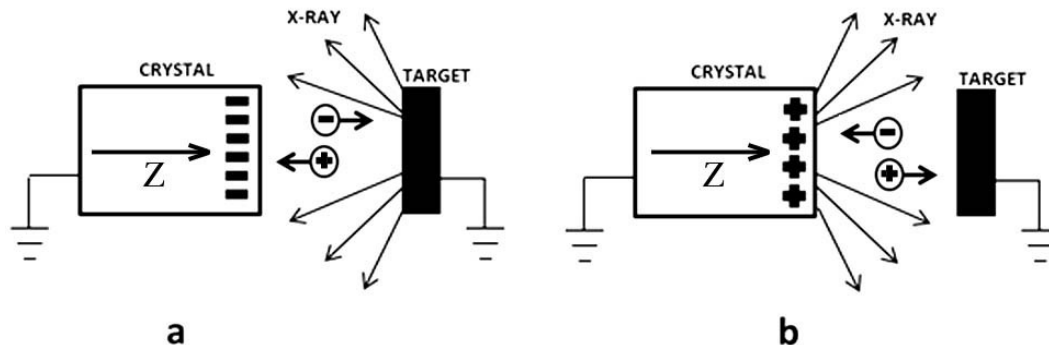 X-RAY
CRYSTAL
TARGET
Z
a
X-RAY
CRYSTAL
TARGET
Z
b